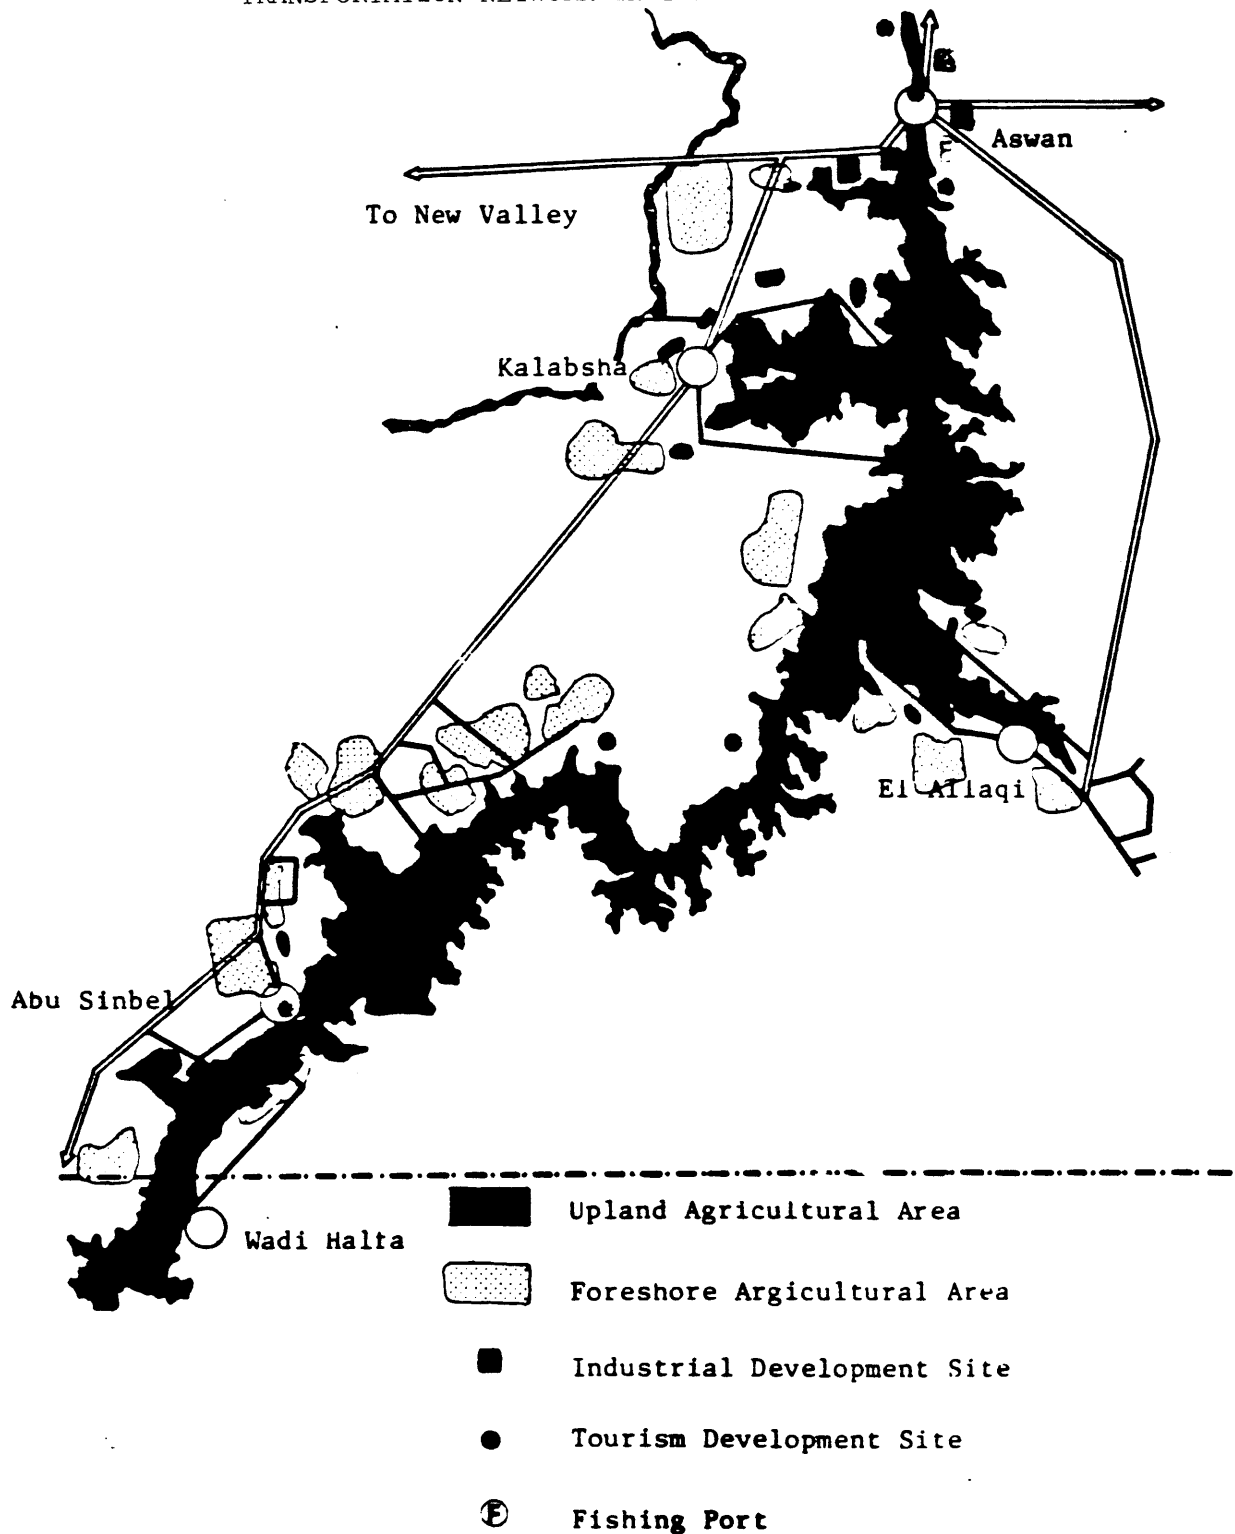 Aswan
F
To New Valley
Kalabsha
El Allaqi
Abu Sinbel
Wadi Halfa
Upland Agricultural Area
Foreshore Argicultural Area
Industrial Development Site
Tourism Development Site
F Fishing Port